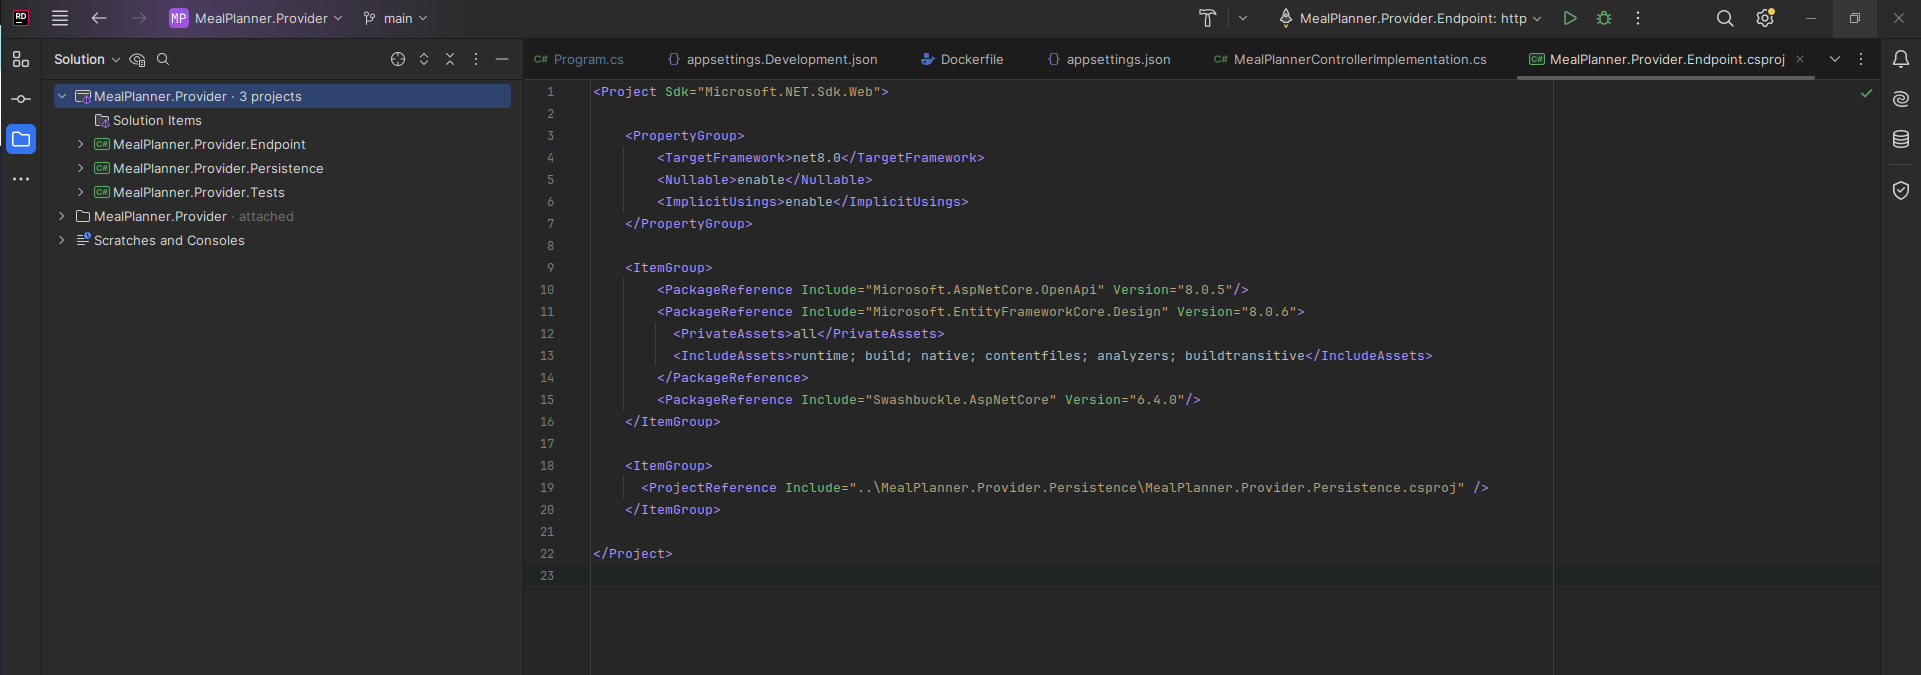 RD
MP MealPlanner.Provider main MealPlanner.Provider.Endpoint: http
Solution
C# Program.cs {} appsettings.Development.json Dockerfile {} appsettings.json C# MealPlannerControllerImplementation.cs C# MealPlanner.Provider.Endpoint.csproj
MealPlanner.Provider · 3 projects
Solution Items
C# MealPlanner.Provider.Endpoint
C# MealPlanner.Provider.Persistence
C# MealPlanner.Provider.Tests
MealPlanner.Provider · attached
Scratches and Consoles
1 <Project Sdk="Microsoft.NET.Sdk.Web">
2
3 <PropertyGroup>
4 <TargetFramework>net8.0</TargetFramework>
5 <Nullable>enable</Nullable>
6 <ImplicitUsings>enable</ImplicitUsings>
7 </PropertyGroup>
8
9 <ItemGroup>
10 <PackageReference Include="Microsoft.AspNetCore.OpenApi" Version="8.0.5"/>
11 <PackageReference Include="Microsoft.EntityFrameworkCore.Design" Version="8.0.6">
12 <PrivateAssets>all</PrivateAssets>
13 <IncludeAssets>runtime; build; native; contentfiles; analyzers; buildtransitive</IncludeAssets>
14 </PackageReference>
15 <PackageReference Include="Swashbuckle.AspNetCore" Version="6.4.0"/>
16 </ItemGroup>
17
18 <ItemGroup>
19 <ProjectReference Include="..\MealPlanner.Provider.Persistence\MealPlanner.Provider.Persistence.csproj" />
20 </ItemGroup>
21
22 </Project>
23